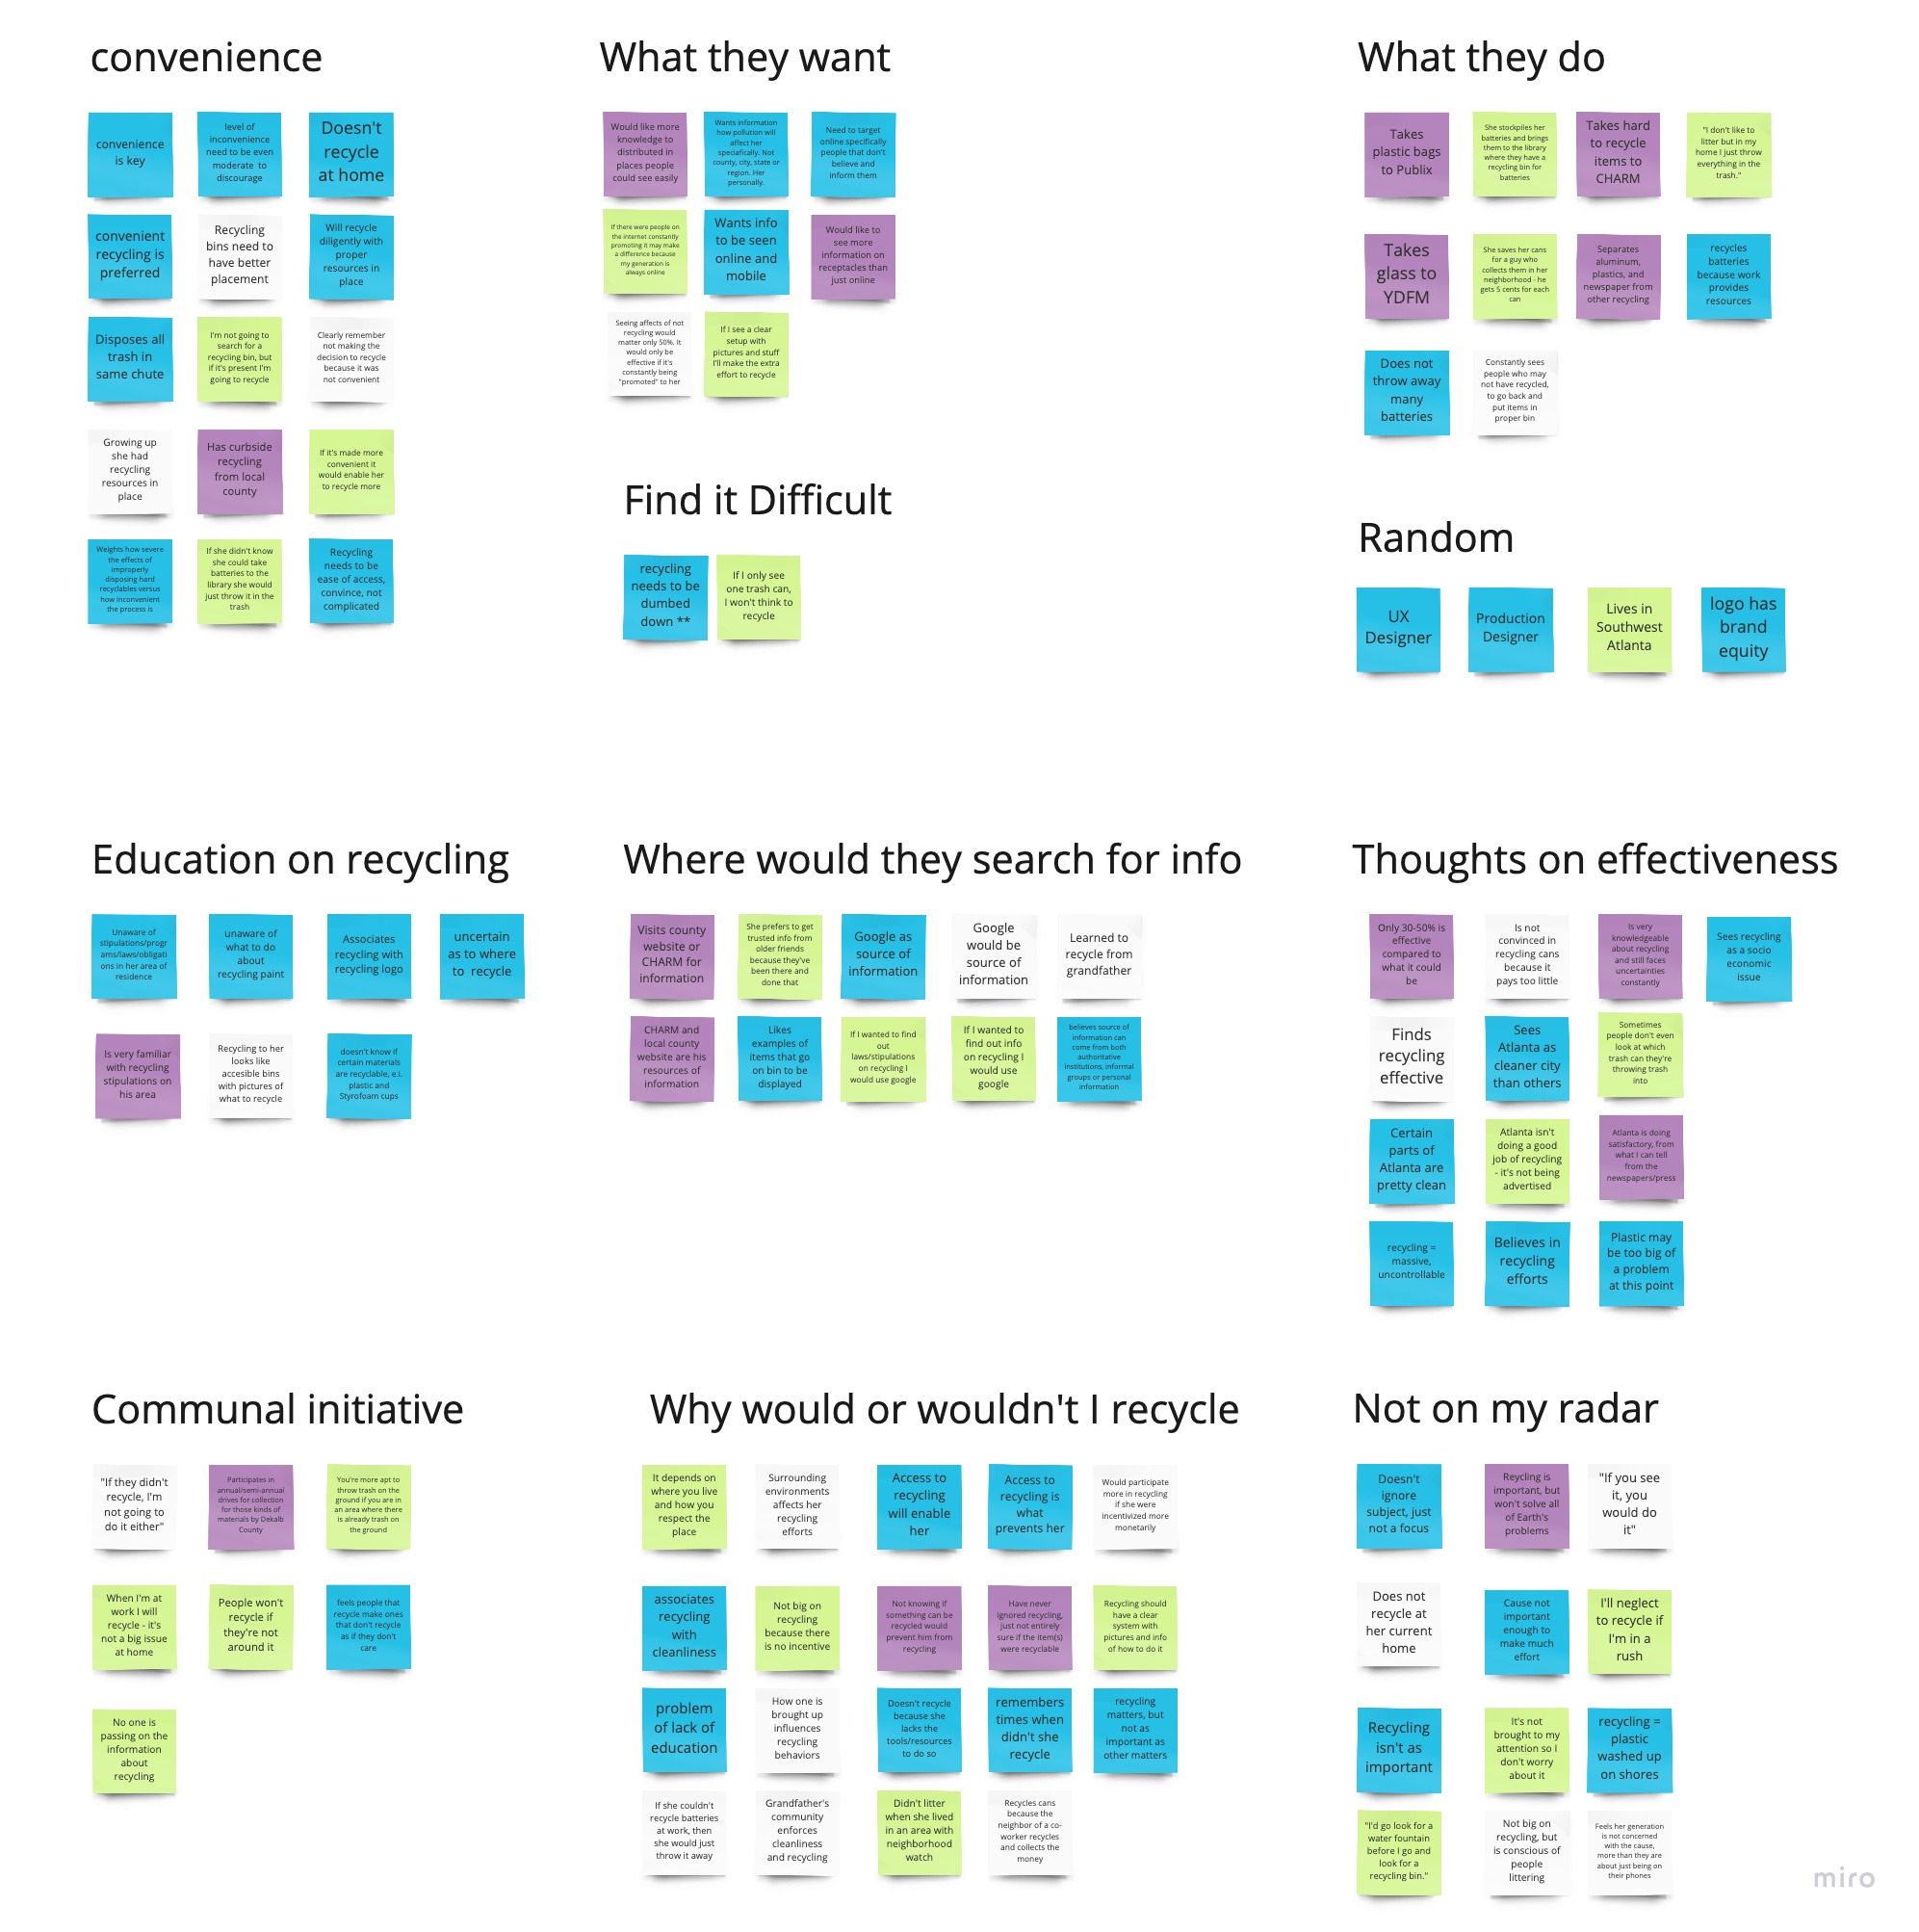 convenience
convenience
is key
level of
inconvenience
need to be even
moderate to
discourage
Doesn't
recycle
at home
convenient
recycling is
preferred
Recycling
bins need to
have better
placement
Will recycle
diligently with
proper
resources in
place
Disposes all
trash in
same chute
I'm not going to
search for a
recycling bin, but
if it's present I'm
going to recycle
Clearly remember
not making the
decision to recycle
because it was
not convenient
Growing up
she had
recycling
resources in
place
Has curbside
recycling
from local
county
If it's made more
convenient it
would enable her
to recycle more
Weights how severe
the effects of
improperly
disposing hard
recyclables versus
how inconvenient
the process is
If she didn't know
she could take
batteries to the
library she would
just throw it in the
trash
Recycling
needs to be
ease of access,
convince, not
complicated
What they want
Would like more
knowledge to
distributed in
places people
could see easily
Wants information
how pollution will
affect her
speciafically. Not
county, city, state or
region. Her
personally.
Need to target
online specifically
people that don't
believe and
inform them
If there were people on
the internet constantly
promoting it may make
a difference because
my generation is
always online
Wants info
to be seen
online and
mobile
Would like to
see more
information on
receptacles than
just online
Seeing affects of not
recycling would
matter only 50%. It
would only be
effective if it's
constantly being
"promoted" to her
If I see a clear
setup with
pictures and stuff
I'll make the extra
effort to recycle
Find it Difficult
recycling
needs to be
dumbed
down **
If I only see
one trash can,
I won't think to
recycle
What they do
Takes
plastic bags
to Publix
She stockpiles her
batteries and brings
them to the library
where they have a
recycling bin for
batteries
Takes hard
to recycle
items to
CHARM
"I don't like to
litter but in my
home I just throw
everything in the
trash."
Takes
glass to
YDFM
She saves her cans
for a guy who
collects them in her
neighborhood - he
gets 5 cents for each
can
Separates
aluminum,
plastics, and
newspaper from
other recycling
recycles
batteries
because work
provides
resources
Does not
throw away
many
batteries
Constantly sees
people who may
not have recycled,
to go back and
put items in
proper bin
Random
UX
Designer
Production
Designer
Lives in
Southwest
Atlanta
logo has
brand
equity
Education on recycling
Unaware of
stipulations/progr
ams/laws/obligati
ons in her area of
residence
unaware of
what to do
about
recycling paint
Associates
recycling with
recycling logo
uncertain
as to where
to recycle
Is very familiar
with recycling
stipulations on
his area
Recycling to her
looks like
accesible bins
with pictures of
what to recycle
doesn't know if
certain materials
are recyclable, e.i.
plastic and
Styrofoam cups
Where would they search for info
Visits county
website or
CHARM for
information
She prefers to get
trusted info from
older friends
because they've
been there and
done that
Google as
source of
information
Google
would be
source of
information
Learned to
recycle from
grandfather
CHARM and
local county
website are his
resources of
information
Likes
examples of
items that go
on bin to be
displayed
If I wanted to find
out
laws/stipulations
on recycling I
would use google
If I wanted to
find out info
on recycling I
would use
google
believes source of
information can
come from both
authoritative
institutions, informal
groups or personal
information
Thoughts on effectiveness
Only 30-50% is
effective
compared to
what it could
be
Is not
convinced in
recycling cans
because it
pays too little
Is very
knowledgeable
about recycling
and still faces
uncertainties
constantly
Sees recycling
as a socio
economic
issue
Finds
recycling
effective
Sees
Atlanta as
cleaner city
than others
Sometimes
people don't even
look at which
trash can they're
throwing trash
into
Certain
parts of
Atlanta are
pretty clean
Atlanta isn't
doing a good
job of recycling
- it's not being
advertised
Atlanta is doing
satisfactory, from
what I can tell
from the
newspapers/press
recycling =
massive,
uncontrollable
Believes in
recycling
efforts
Plastic may
be too big of
a problem
at this point
Communal initiative
"If they didn't
recycle, I'm
not going to
do it either"
Participates in
annual/semi-annual
drives for collection
for those kinds of
materials by Dekalb
County
You're more apt to
throw trash on the
ground if you are in
an area where there
is already trash on
the ground
When I'm at
work I will
recycle - it's
not a big issue
at home
People won't
recycle if
they're not
around it
feels people that
recycle make ones
that don't recycle
as if they don't
care
No one is
passing on the
information
about
recycling
Why would or wouldn't I recycle
It depends on
where you live
and how you
respect the
place
Surrounding
environments
affects her
recycling
efforts
Access to
recycling
will enable
her
Access to
recycling is
what
prevents her
Would participate
more in recycling
if she were
incentivized more
monetarily
associates
recycling
with
cleanliness
Not big on
recycling
because there
is no incentive
Not knowing if
something can be
recycled would
prevent him from
recycling
Have never
ignored recycling,
just not entirely
sure if the item(s)
were recyclable
Recycling should
have a clear
system with
pictures and info
of how to do it
problem
of lack of
education
How one is
brought up
influences
recycling
behaviors
Doesn't recycle
because she
lacks the
tools/resources
to do so
remembers
times when
didn't she
recycle
recycling
matters, but
not as
important as
other matters
If she couldn't
recycle batteries
at work, then
she would just
throw it away
Grandfather's
community
enforces
cleanliness
and recycling
Didn't litter
when she lived
in an area with
neighborhood
watch
Recycles cans
because the
neighbor of a co-
worker recycles
and collects the
money
Not on my radar
Doesn't
ignore
subject, just
not a focus
Reycling is
important, but
won't solve all
of Earth's
problems
"If you see
it, you
would do
it"
Does not
recycle at
her current
home
Cause not
important
enough to
make much
effort
I'll neglect
to recycle if
I'm in a
rush
Recycling
isn't as
important
It's not
brought to my
attention so I
don't worry
about it
recycling =
plastic
washed up
on shores
"I'd go look for a
water fountain
before I go and
look for a
recycling bin."
Not big on
recycling, but
is conscious of
people
littering
Feels her generation
is not concerned
with the cause,
more than they are
about just being on
their phones
miro